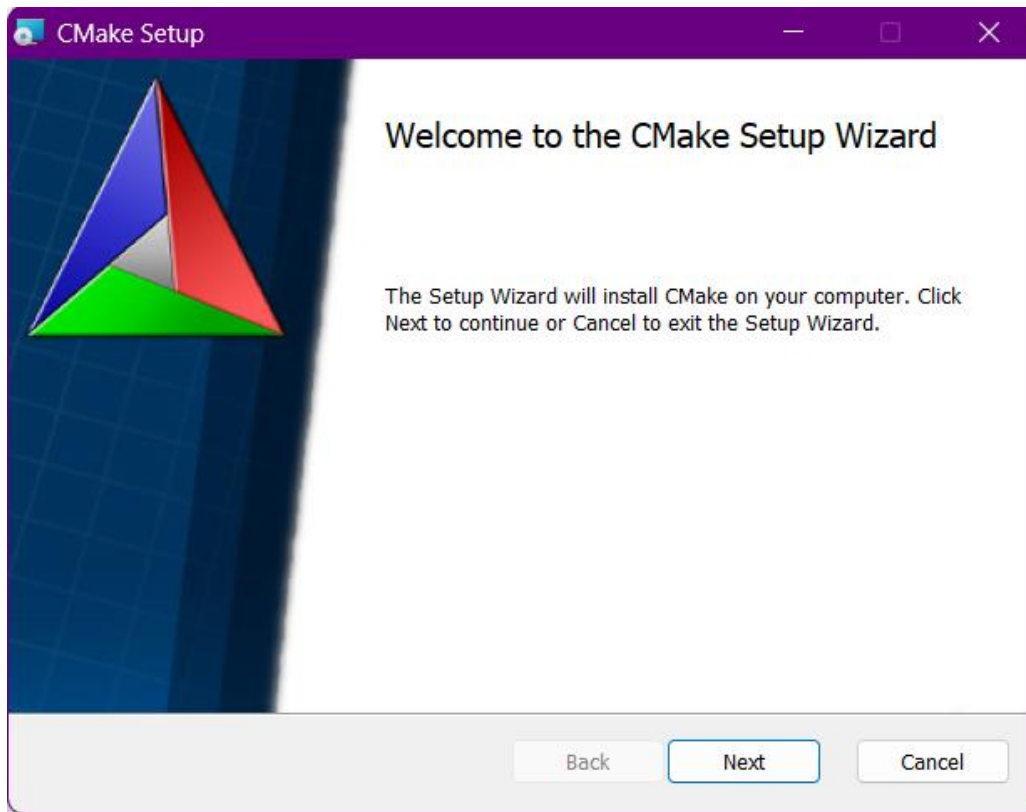 CMake Setup
Welcome to the CMake Setup Wizard
The Setup Wizard will install CMake on your computer. Click
Next to continue or Cancel to exit the Setup Wizard.
Back Next Cancel